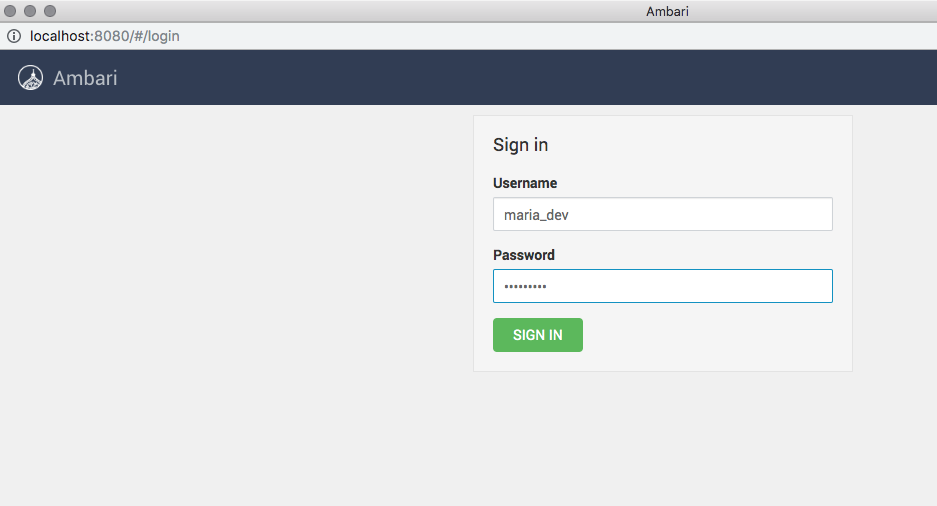 Ambari
localhost:8080/#/login
Ambari
Sign in
Username
maria_dev
Password
•••••••••
SIGN IN